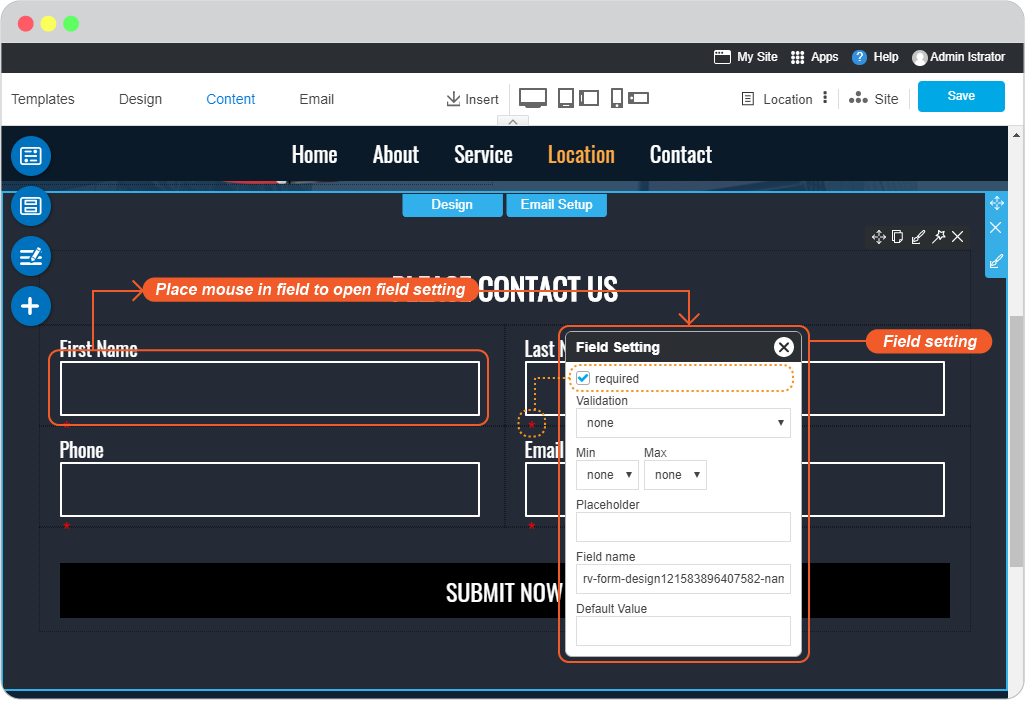 My Site Apps ? Help Admin Istrator
Templates Design Content Email Insert Location Site Save
Home About Service Location Contact
Design Email Setup
Place mouse in field to open field setting
CONTACT US
Field setting
Field Setting
First Name
Last
required
*
*
Validation
none
Phone
Email
Min Max
none none
Placeholder
*
*
Field name
rv-form-design121583896407582-nam
SUBMIT NOW
Default Value